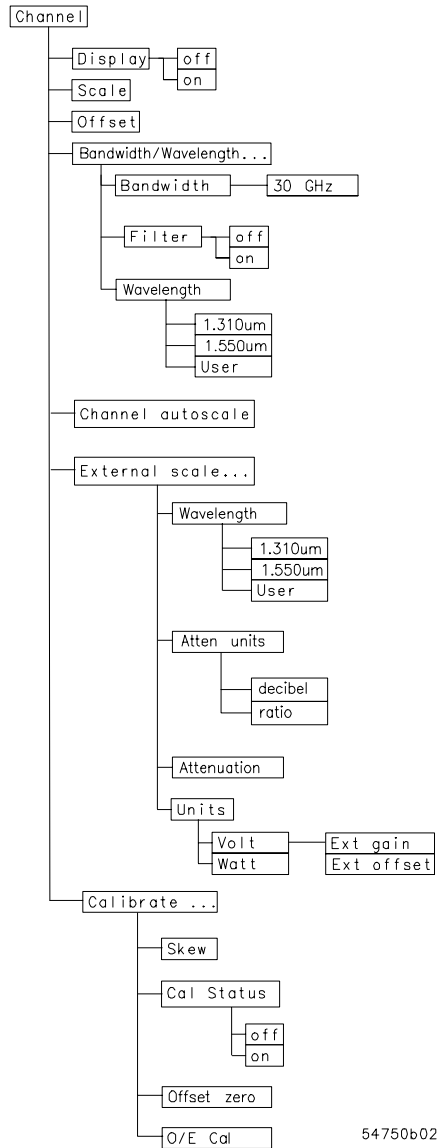 Channel
Display
off
on
Scale
Offset
Bandwidth/Wavelength...
Bandwidth
30 GHz
Filter
off
on
Wavelength
1.310um
1.550um
User
Channel autoscale
External scale...
Wavelength
1.310um
1.550um
User
Atten units
decibel
ratio
Attenuation
Units
Volt
Ext gain
Watt
Ext offset
Calibrate ...
Skew
Cal Status
off
on
Offset zero
O/E Cal
54750b02